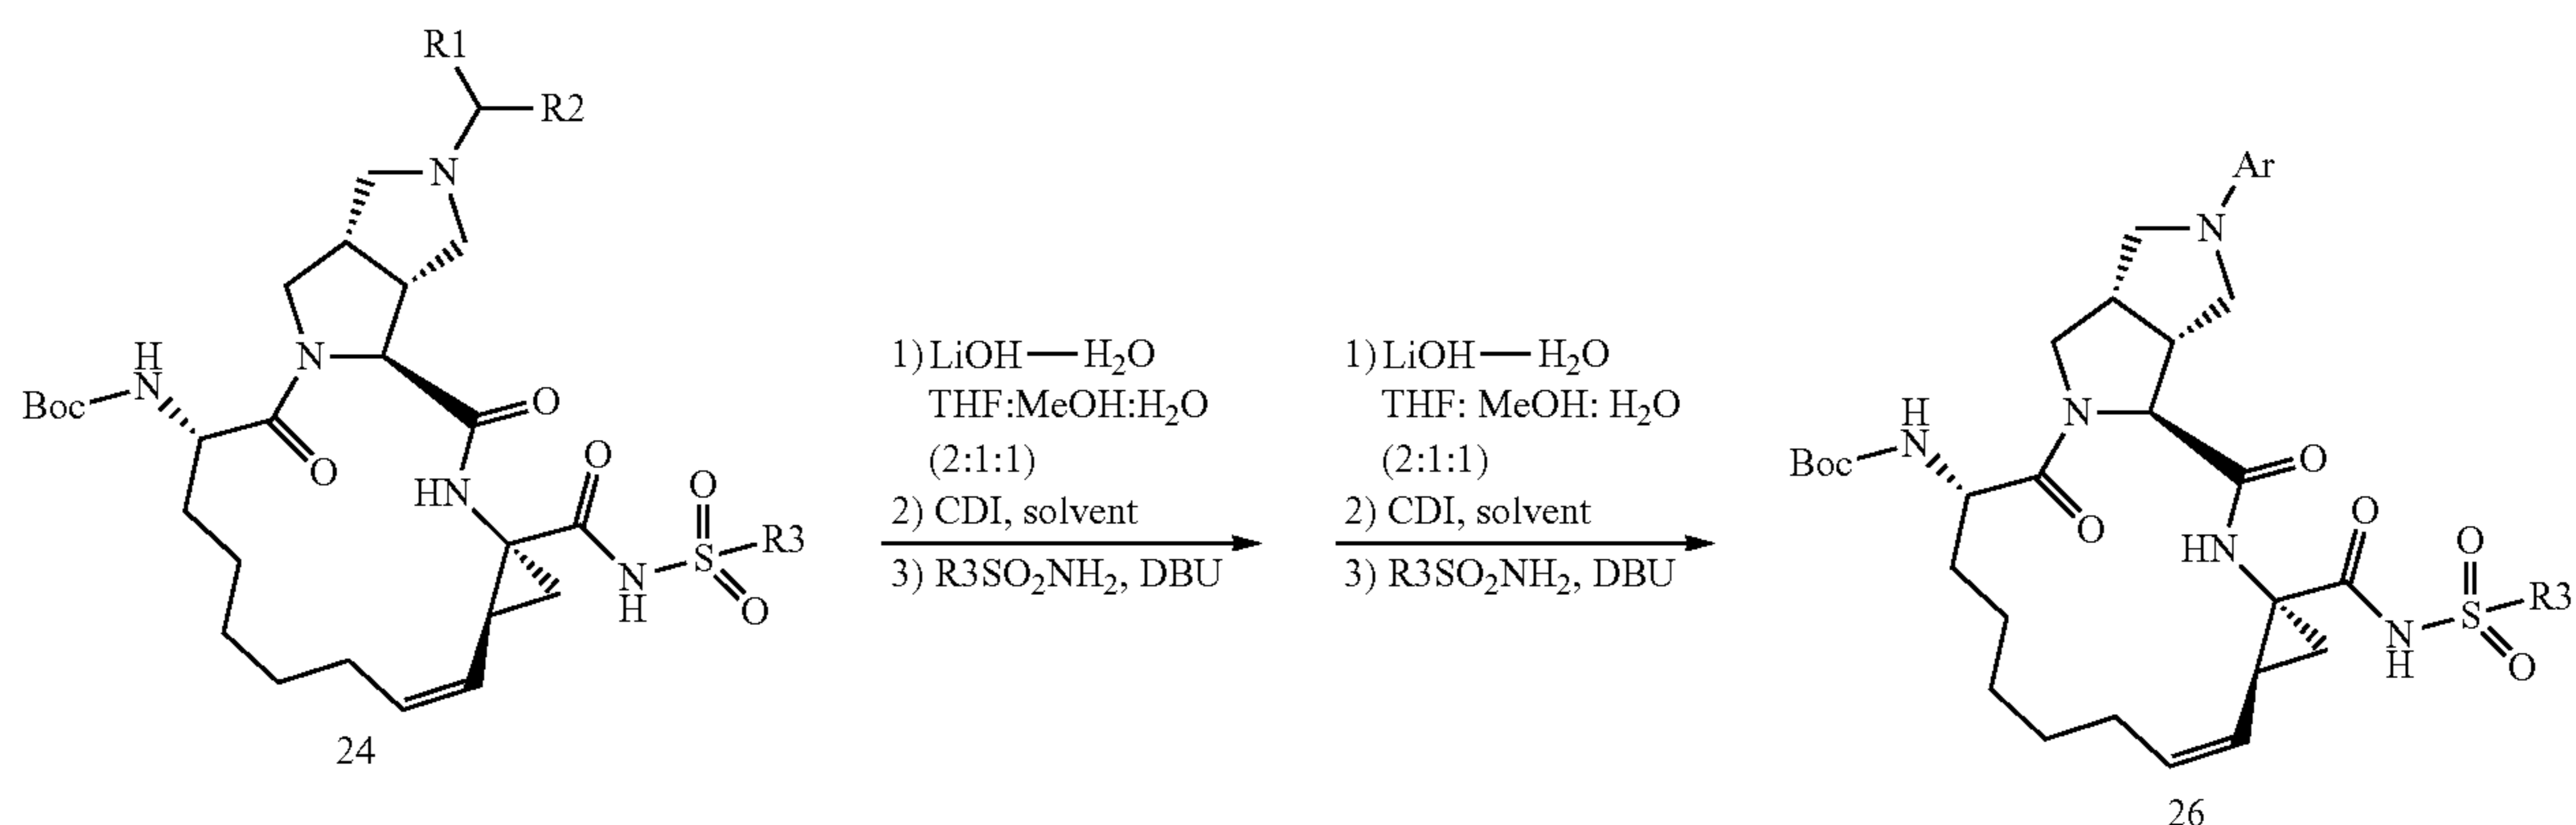 R1
R2
N
N
H
N
Boc
O
O
HN
O
O
S
R3
N
H
O
24
1) LiOH—H₂O
THF:MeOH:H₂O
(2:1:1)
2) CDI, solvent
3) R3SO₂NH₂, DBU
1) LiOH—H₂O
THF: MeOH: H₂O
(2:1:1)
2) CDI, solvent
3) R3SO₂NH₂, DBU
Ar
N
N
H
N
Boc
O
O
HN
O
O
S
R3
N
H
O
26